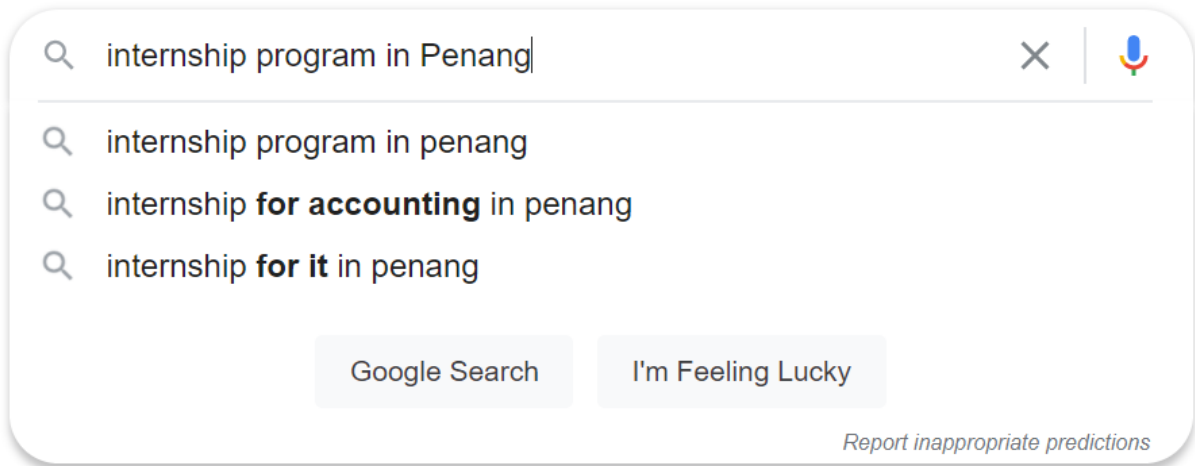 internship program in Penang
internship program in penang
internship for accounting in penang
internship for it in penang
Google Search I'm Feeling Lucky
Report inappropriate predictions